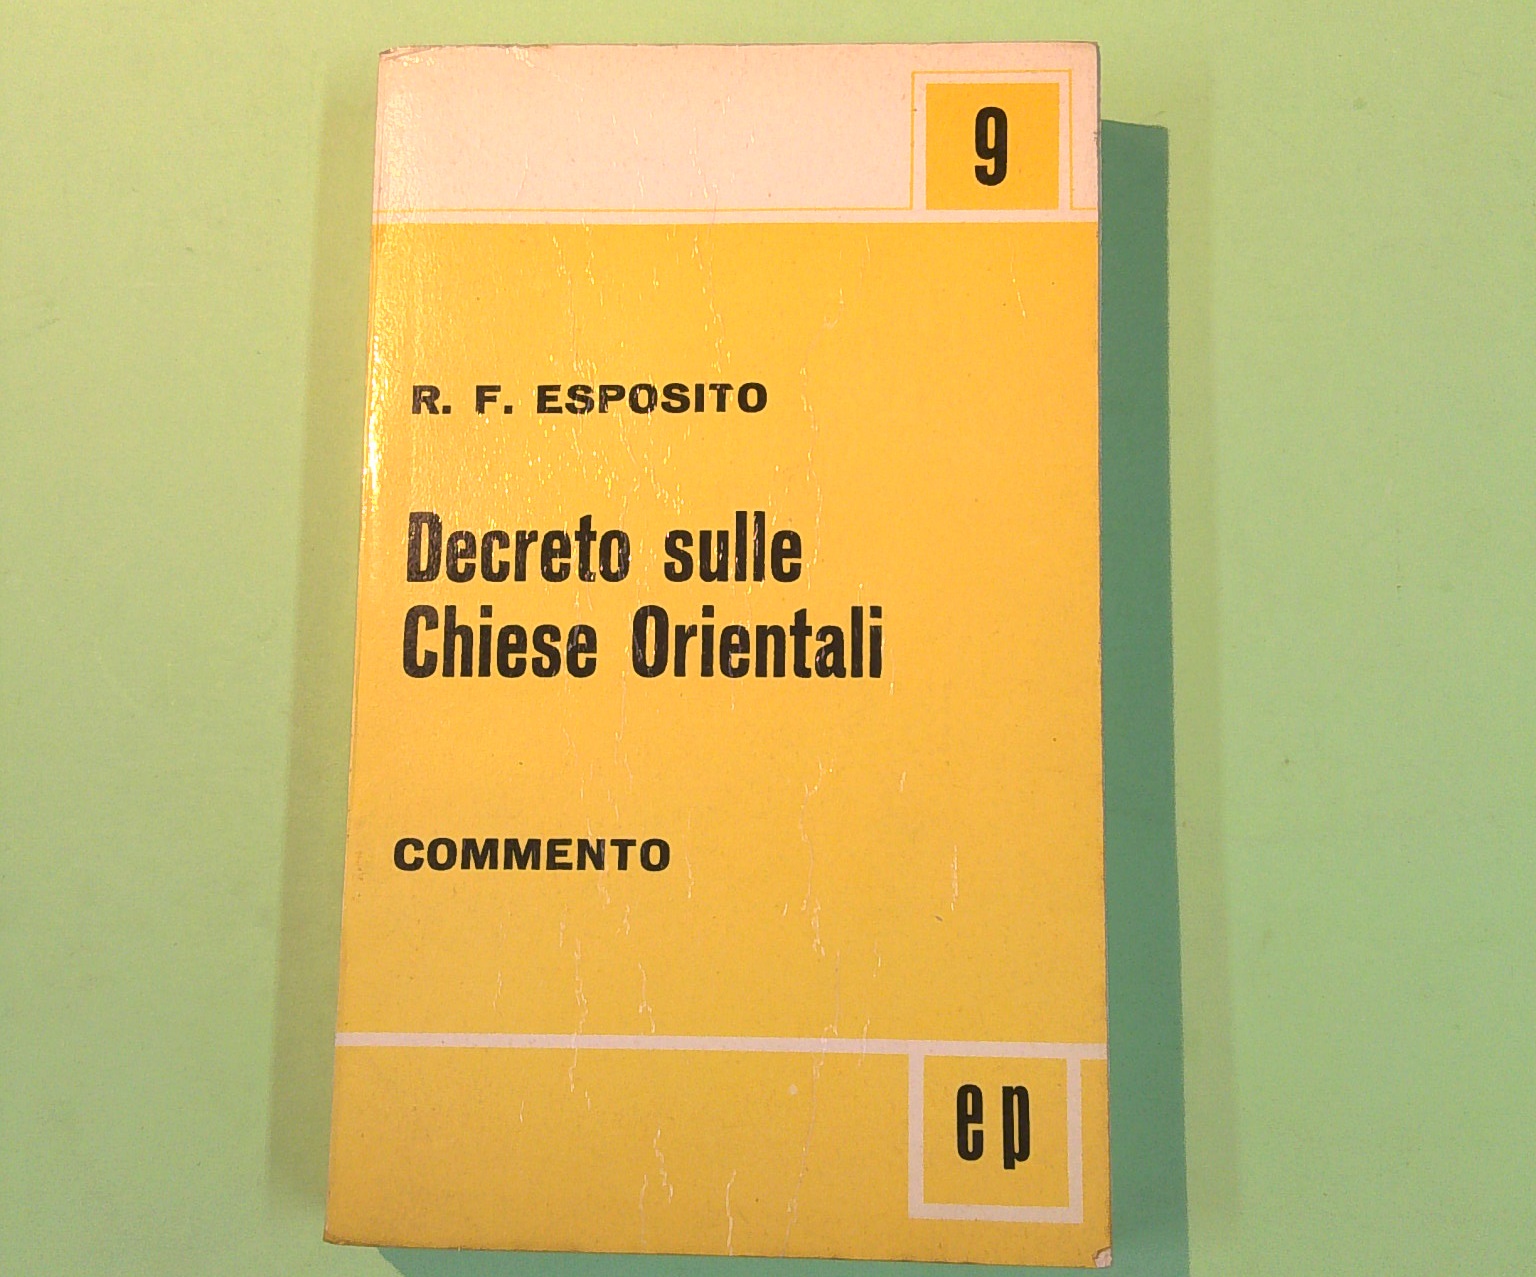 9
R. F. ESPOSITO
Decreto sulle
Chiese Orientali
COMMENTO
ep